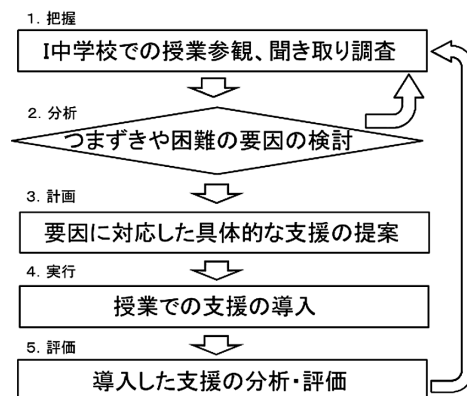 1. 把握
I中学校での授業参観、聞き取り調査
2. 分析
つまずきや困難の要因の検討
3. 計画
要因に対応した具体的な支援の提案
4. 実行
授業での支援の導入
5. 評価
導入した支援の分析・評価